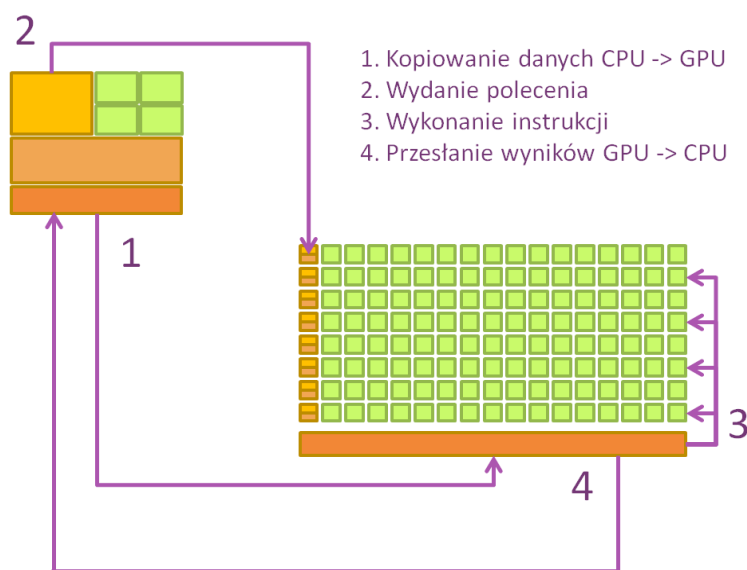 2
1. Kopiowanie danych CPU -> GPU
2. Wydanie polecenia
3. Wykonanie instrukcji
4. Przesłanie wyników GPU -> CPU
1
3
4